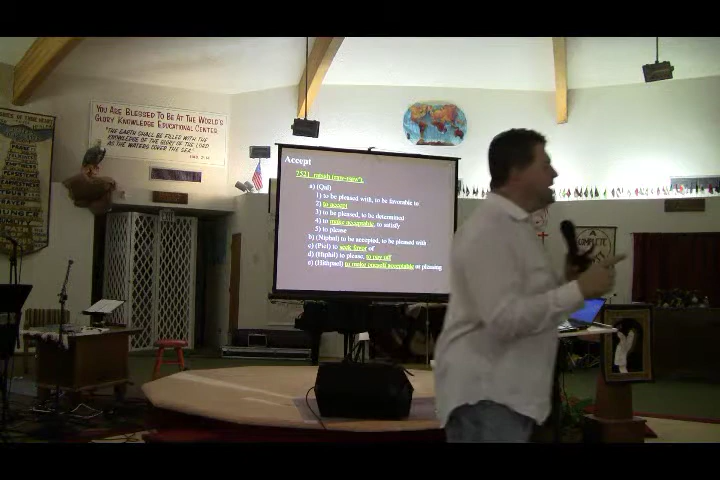 YOU ARE BLESSED TO BE AT THE WORLD'S
GLORY KNOWLEDGE EDUCATIONAL CENTER
"THE EARTH SHALL BE FILLED WITH THE
KNOWLEDGE OF THE GLORY OF THE LORD
AS THE WATERS COVER THE SEA."
Accept
7521 ratsah
a) (Qal)
1) to be pleased with, to be favorable to
2) to accept
3) to be pleased, to be determined
4) to make acceptable, to satisfy
5) to please
b) (Niphal) to be accepted, to be pleased with
c) (Piel) to seek favor of
d) (Hiphil) to please, to pay off
e) (Hithpael) to make oneself acceptable or pleasing
COMPLETE